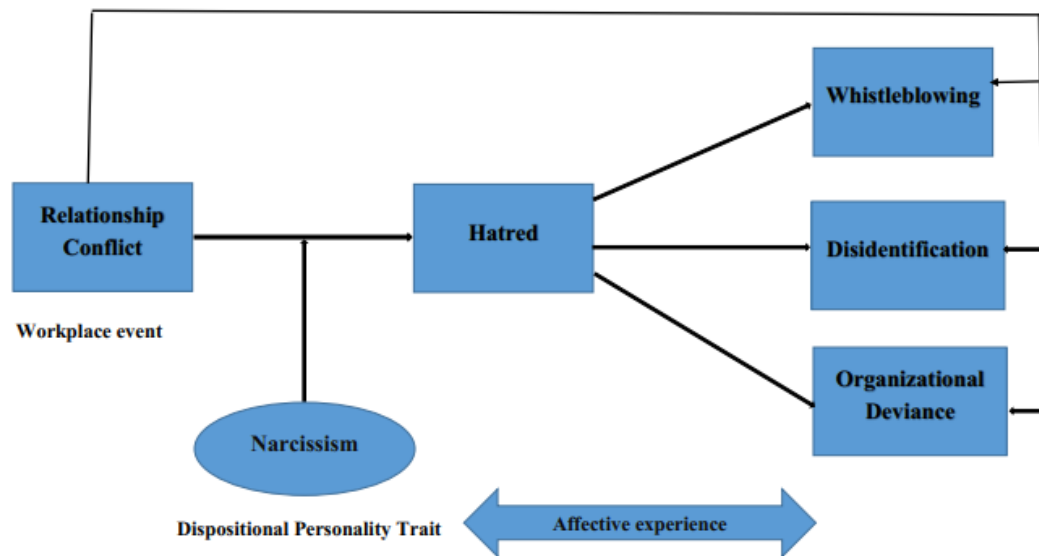 Whistleblowing
Relationship
Conflict
Hatred
Disidentification
Workplace event
Organizational
Deviance
Narcissism
Dispositional Personality Trait
Affective experience